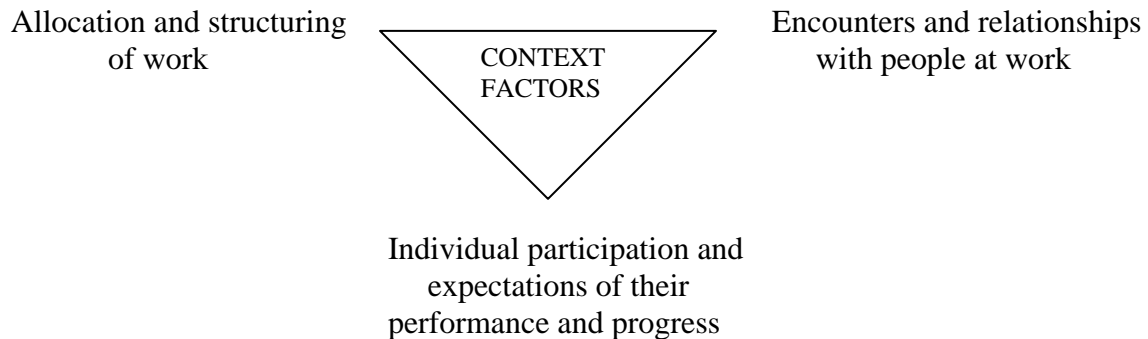 Allocation and structuring
of work
CONTEXT
FACTORS
Encounters and relationships
with people at work
Individual participation and
expectations of their
performance and progress